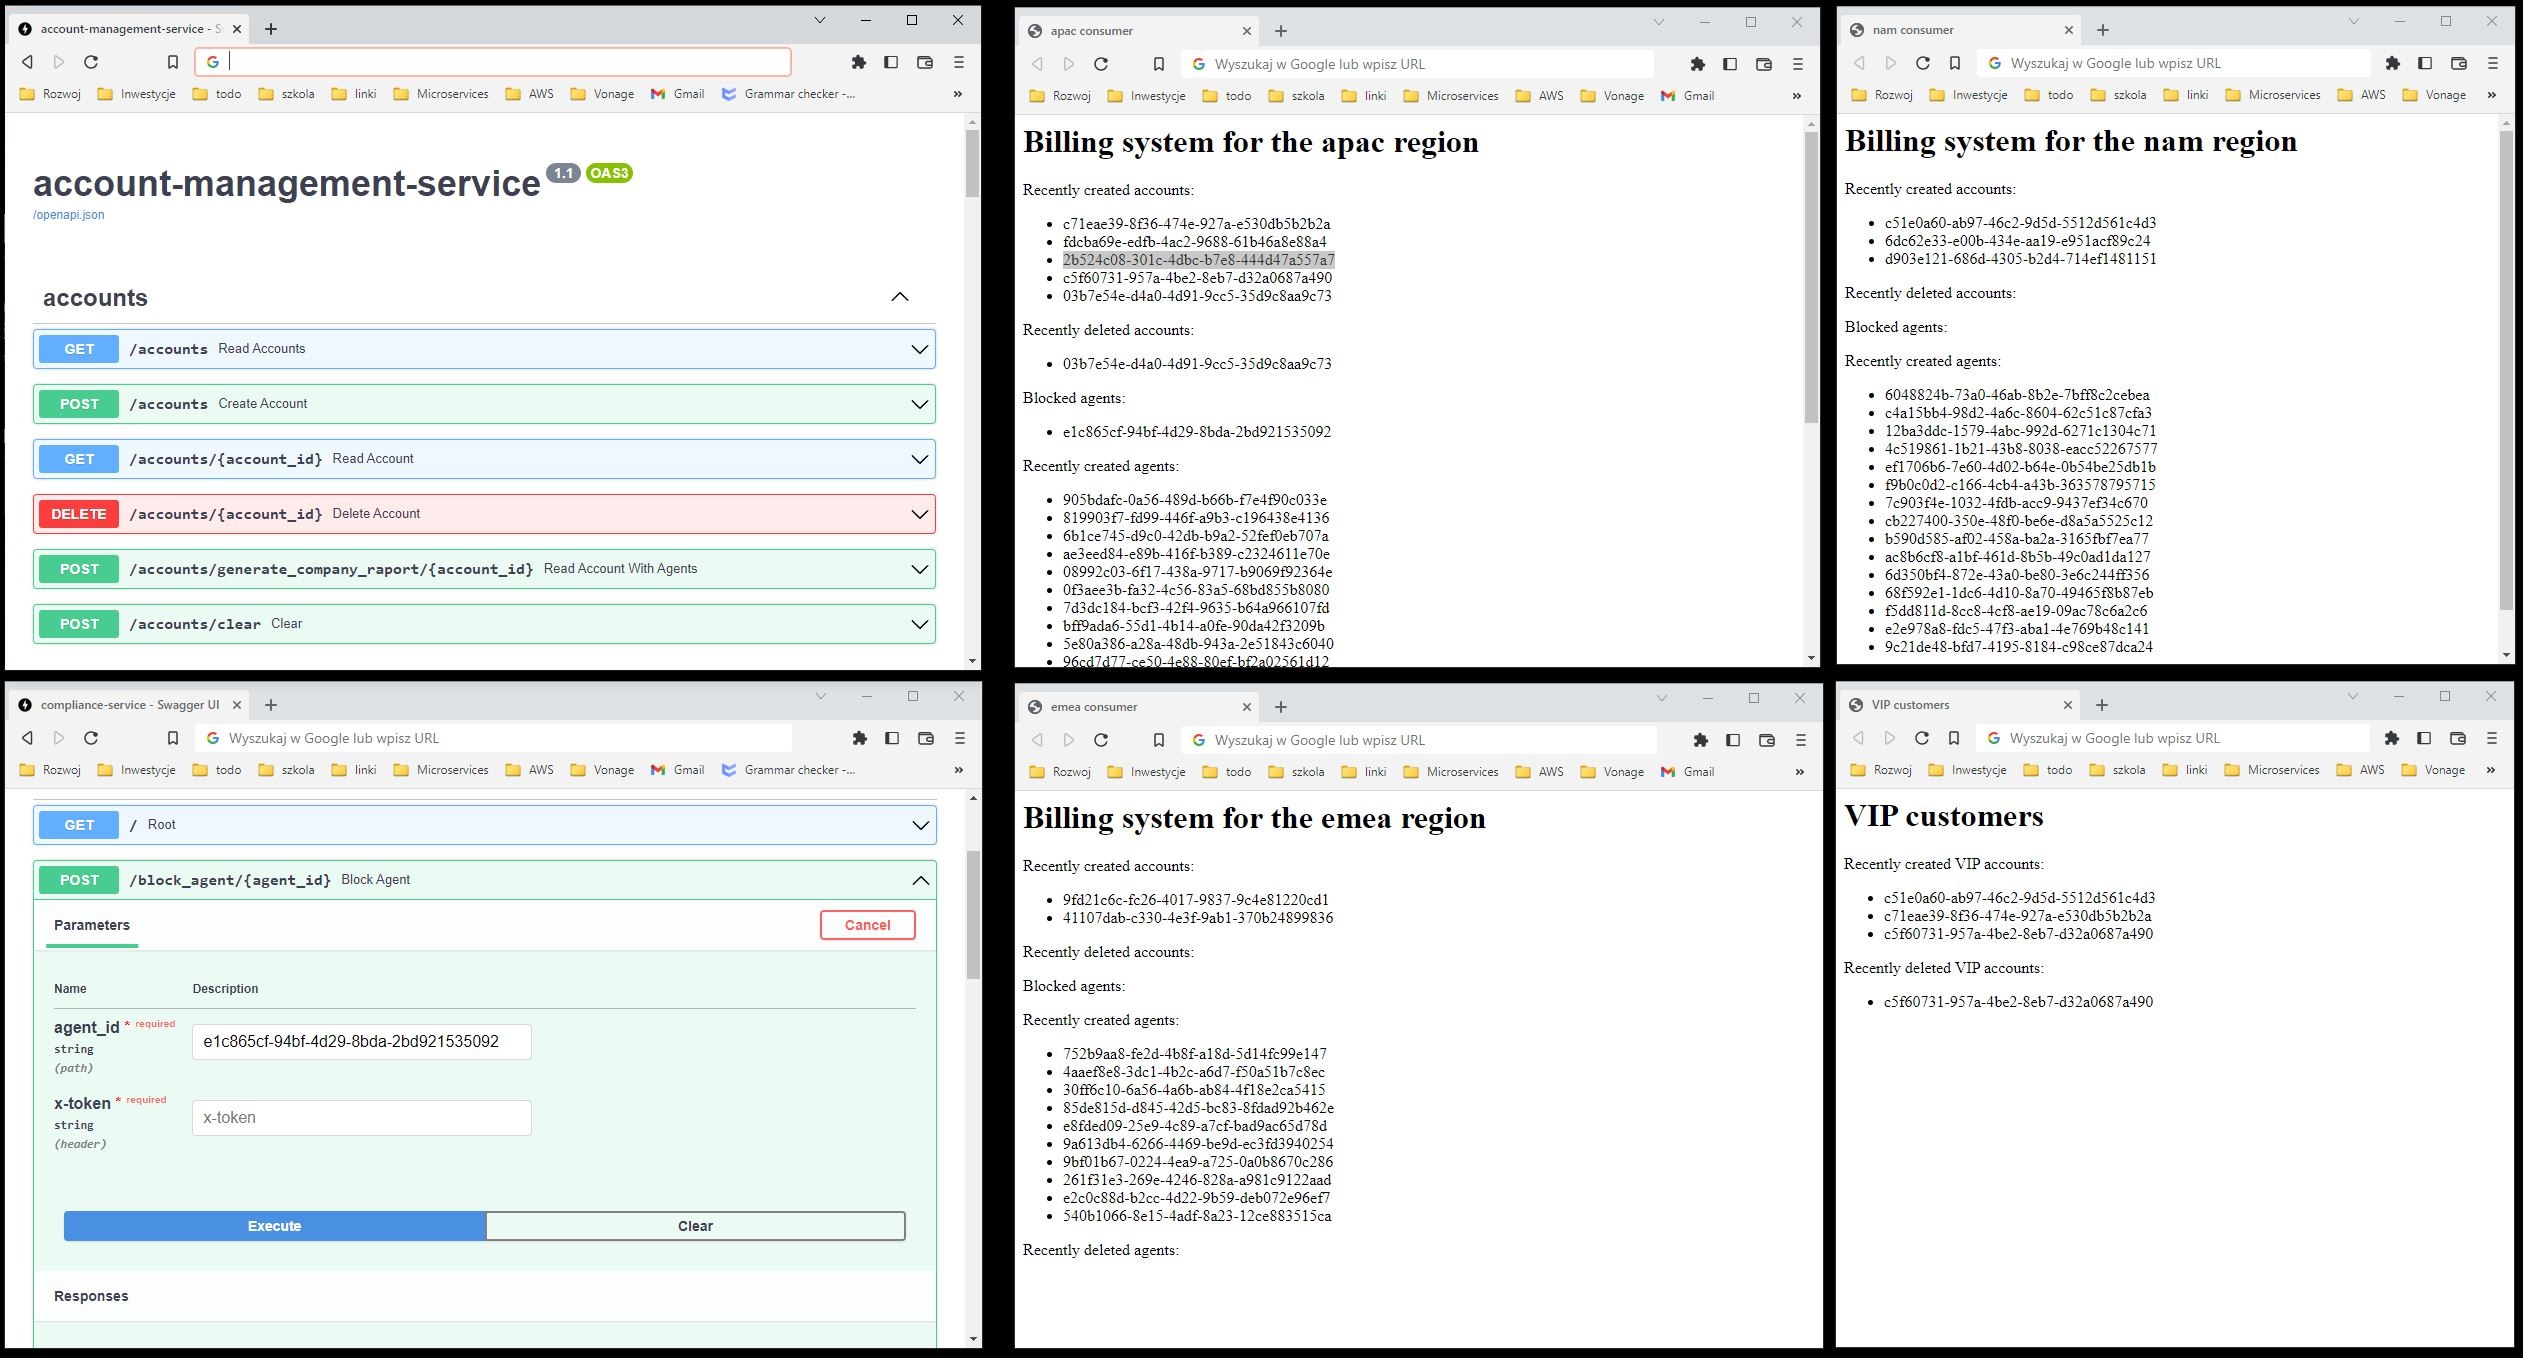 account-management-service - S
Rozwoj Inwestycje todo szkola linki Microservices AWS Vonage Gmail Grammar checker -... »
account-management-service 1.1 OAS3
/openapi.json
accounts
GET /accounts Read Accounts
POST /accounts Create Account
GET /accounts/{account_id} Read Account
DELETE /accounts/{account_id} Delete Account
POST /accounts/generate_company_raport/{account_id} Read Account With Agents
POST /accounts/clear Clear
apac consumer
Wyszukaj w Google lub wpisz URL
Rozwoj Inwestycje todo szkola linki Microservices AWS Vonage Gmail »
Billing system for the apac region
Recently created accounts:
c71eae39-8f36-474e-927a-e530db5b2b2a
fdcba69e-edfb-4ac2-9688-61b46a8e88a4
2b524c08-301c-4dbc-b7e8-444d47a557a7
c5f60731-957a-4be2-8eb7-d32a0687a490
03b7e54e-d4a0-4d91-9cc5-35d9c8aa9c73
Recently deleted accounts:
03b7e54e-d4a0-4d91-9cc5-35d9c8aa9c73
Blocked agents:
e1c865cf-94bf-4d29-8bda-2bd921535092
Recently created agents:
905bdafc-0a56-489d-b66b-f7e4f90c033e
819903f7-fd99-446f-a9b3-c196438e4136
6b1ce745-d9c0-42db-b9a2-52fef0eb707a
ae3eed84-e89b-416f-b389-c2324611e70e
08992c03-6f17-438a-9717-b9069f92364e
0f3aee3b-fa32-4c56-83a5-68bd855b8080
7d3dc184-bcf3-42f4-9635-b64a966107fd
bff9ada6-55d1-4b14-a0fe-90da42f3209b
5e80a386-a28a-48db-943a-2e51843c6040
96cd7d77-ce50-4e88-80ef-bf2a02561d12
nam consumer
Wyszukaj w Google lub wpisz URL
Rozwoj Inwestycje todo szkola linki Microservices AWS Vonage »
Billing system for the nam region
Recently created accounts:
c51e0a60-ab97-46c2-9d5d-5512d561c4d3
6dc62e33-e00b-434e-aa19-e951acf89c24
d903e121-686d-4305-b2d4-714ef1481151
Recently deleted accounts:
Blocked agents:
Recently created agents:
6048824b-73a0-46ab-8b2e-7bff8c2cebea
c4a15bb4-98d2-4a6c-8604-62c51c87cfa3
12ba3ddc-1579-4abc-992d-6271c1304c71
4c519861-1b21-43b8-8038-eacc52267577
ef1706b6-7e60-4d02-b64e-0b54be25db1b
f9b0c0d2-c166-4cb4-a43b-363578795715
7c903f4e-1032-4fdb-acc9-9437ef34c670
cb227400-350e-48f0-be6e-d8a5a5525c12
b590d585-af02-458a-ba2a-3165fbf7ea77
ac8b6cf8-a1bf-461d-8b5b-49c0ad1da127
6d350bf4-872e-43a0-be80-3e6c244ff356
68f592e1-1dc6-4d10-8a70-49465f8b87eb
f5dd811d-8cc8-4cf8-ae19-09ac78c6a2c6
e2e978a8-fdc5-47f3-aba1-4e769b48c141
9c21de48-bfd7-4195-8184-c98ce87dca24
compliance-service - Swagger UI
Wyszukaj w Google lub wpisz URL
Rozwoj Inwestycje todo szkola linki Microservices AWS Vonage Gmail Grammar checker -... »
GET / Root
POST /block_agent/{agent_id} Block Agent
Parameters Cancel
Name Description
agent_id * required
string
(path)
e1c865cf-94bf-4d29-8bda-2bd921535092
x-token * required
string
(header)
x-token
Execute Clear
Responses
emea consumer
Wyszukaj w Google lub wpisz URL
Rozwoj Inwestycje todo szkola linki Microservices AWS Vonage Gmail »
Billing system for the emea region
Recently created accounts:
9fd21c6c-fc26-4017-9837-9c4e81220cd1
41107dab-c330-4e3f-9ab1-370b24899836
Recently deleted accounts:
Blocked agents:
Recently created agents:
752b9aa8-fe2d-4b8f-a18d-5d14fc99e147
4aaef8e8-3dc1-4b2c-a6d7-f50a51b7c8ec
30ff6c10-6a56-4a6b-ab84-4f18e2ca5415
85de815d-d845-42d5-bc83-8fdad92b462e
e8fded09-25e9-4c89-a7cf-bad9ac65d78d
9a613db4-6266-4469-be9d-ec3fd3940254
9bf01b67-0224-4ea9-a725-0a0b8670c286
261f31e3-269e-4246-828a-a981c9122aad
e2c0c88d-b2cc-4d22-9b59-deb072e96ef7
540b1066-8e15-4adf-8a23-12ce883515ca
Recently deleted agents:
VIP customers
Wyszukaj w Google lub wpisz URL
Rozwoj Inwestycje todo szkola linki Microservices AWS Vonage »
VIP customers
Recently created VIP accounts:
c51e0a60-ab97-46c2-9d5d-5512d561c4d3
c71eae39-8f36-474e-927a-e530db5b2b2a
c5f60731-957a-4be2-8eb7-d32a0687a490
Recently deleted VIP accounts:
c5f60731-957a-4be2-8eb7-d32a0687a490